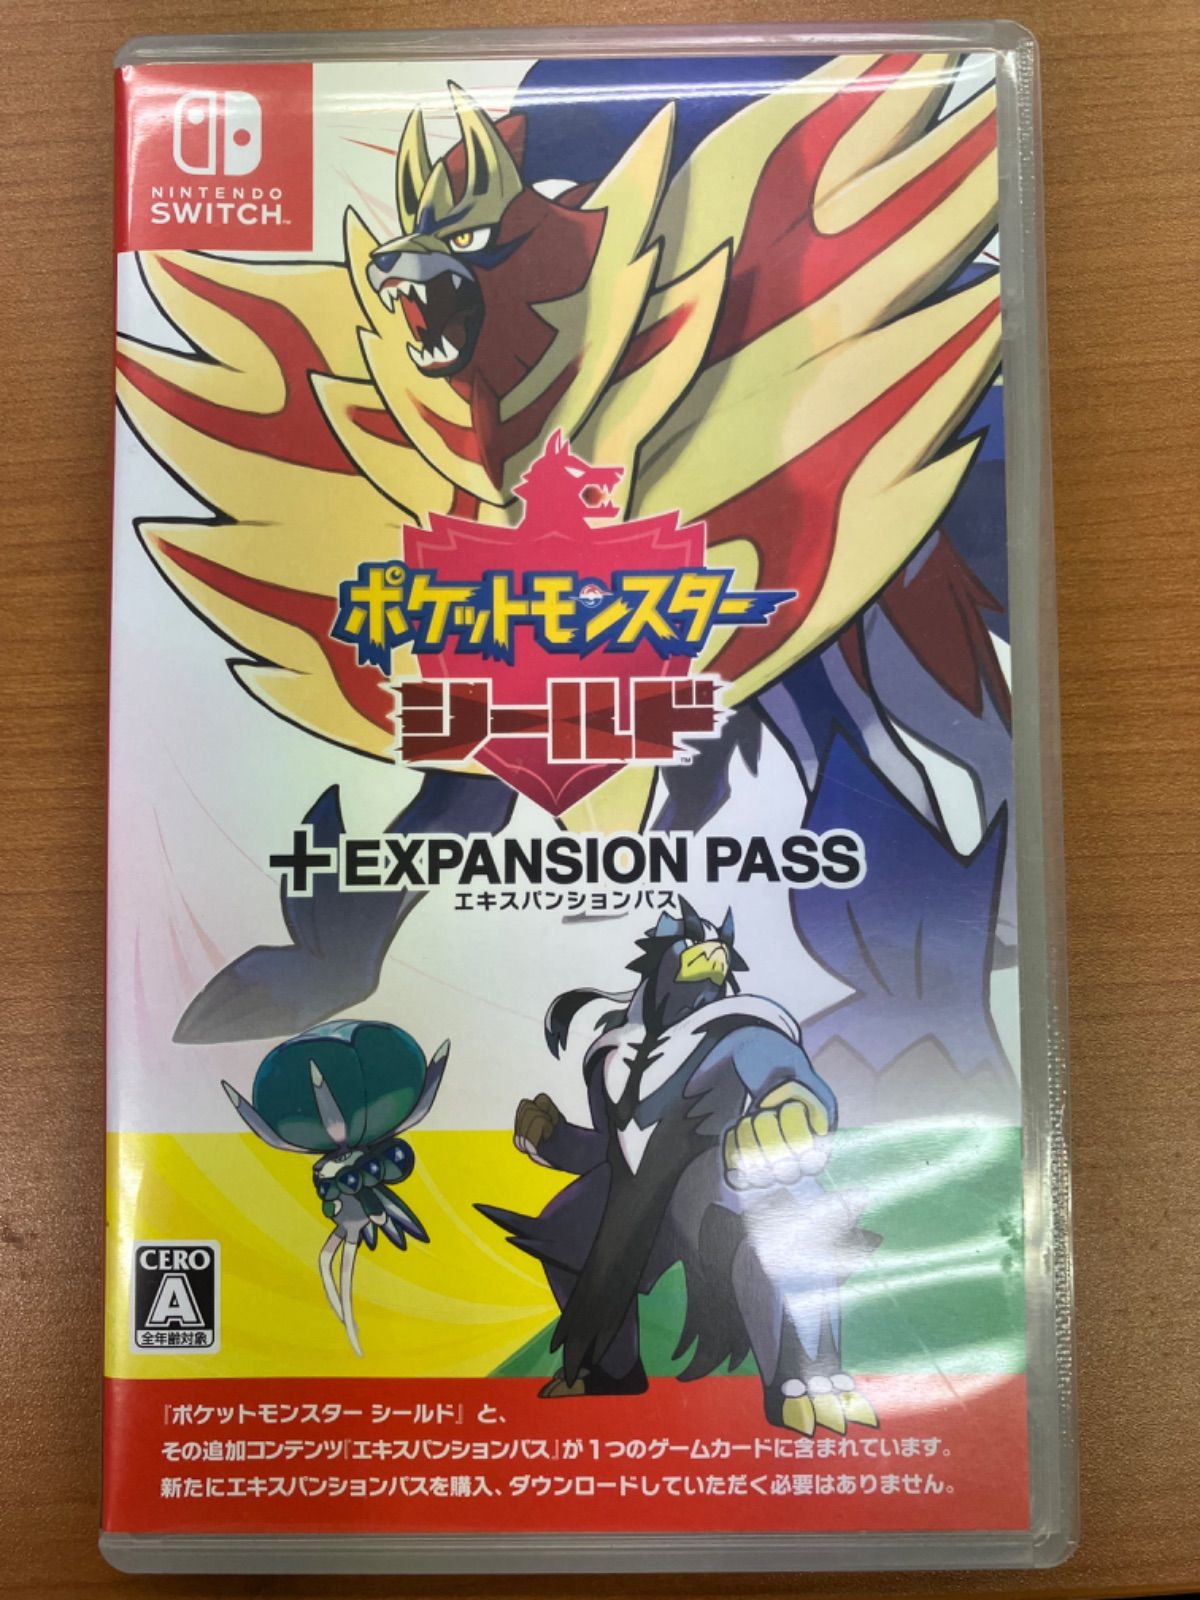 NINTENDO
SWITCH™
ポケットモンスター
シールド™
+EXPANSION PASS
エキスパンションパス
CERO
A
全年齢対象
『ポケットモンスター シールド』と、
その追加コンテンツ『エキスパンションパス』が1つのゲームカードに含まれています。
新たにエキスパンションパスを購入、ダウンロードしていただく必要はありません。